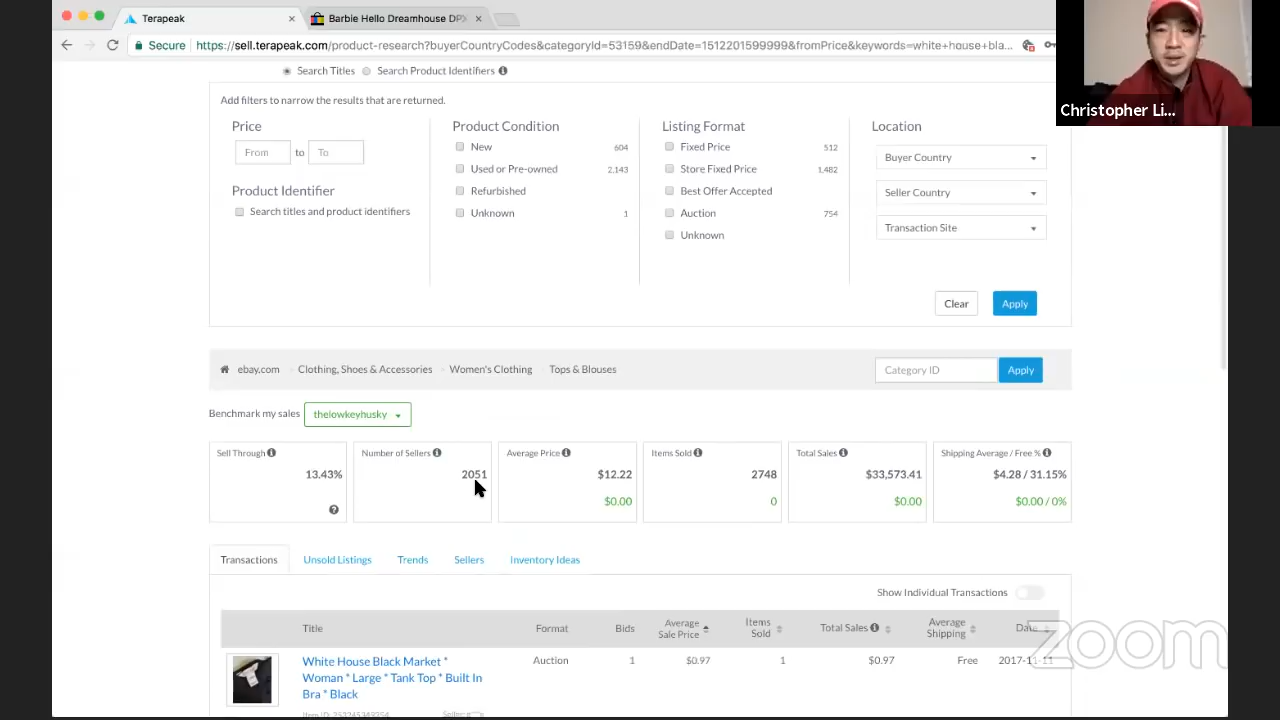 Terapeak
Barbie Hello Dreamhouse DPX
Secure
https://sell.terapeak.com/product-research?buyerCountryCodes&categoryId=53159&endDate=1512201599999&fromPrice&keywords=white+house+bla...
Search Titles
Search Product Identifiers
Christopher Li...
Add filters to narrow the results that are returned.
Price
Product Condition
Listing Format
Location
From
to
To
New 604
Fixed Price 512
Buyer Country
Used or Pre-owned 2,143
Store Fixed Price 1,482
Product Identifier
Refurbished
Best Offer Accepted
Seller Country
Search titles and product identifiers
Unknown 1
Auction 754
Transaction Site
Unknown
Clear
Apply
ebay.com
Clothing, Shoes & Accessories
Women's Clothing
Tops & Blouses
Category ID
Apply
Benchmark my sales
thelowkeyhusky
Sell Through
Number of Sellers
Average Price
Items Sold
Total Sales
Shipping Average / Free %
13.43%
2051
$12.22
2748
$33,573.41
$4.28 / 31.15%
$0.00
0
$0.00
$0.00 / 0%
Transactions
Unsold Listings
Trends
Sellers
Inventory Ideas
Show Individual Transactions
Title
Format
Bids
Average Sale Price
Items Sold
Total Sales
Average Shipping
Date
zoom
White House Black Market *
Woman * Large * Tank Top * Built In
Bra * Black
Auction
1
$0.97
1
$0.97
Free
2017-11-11